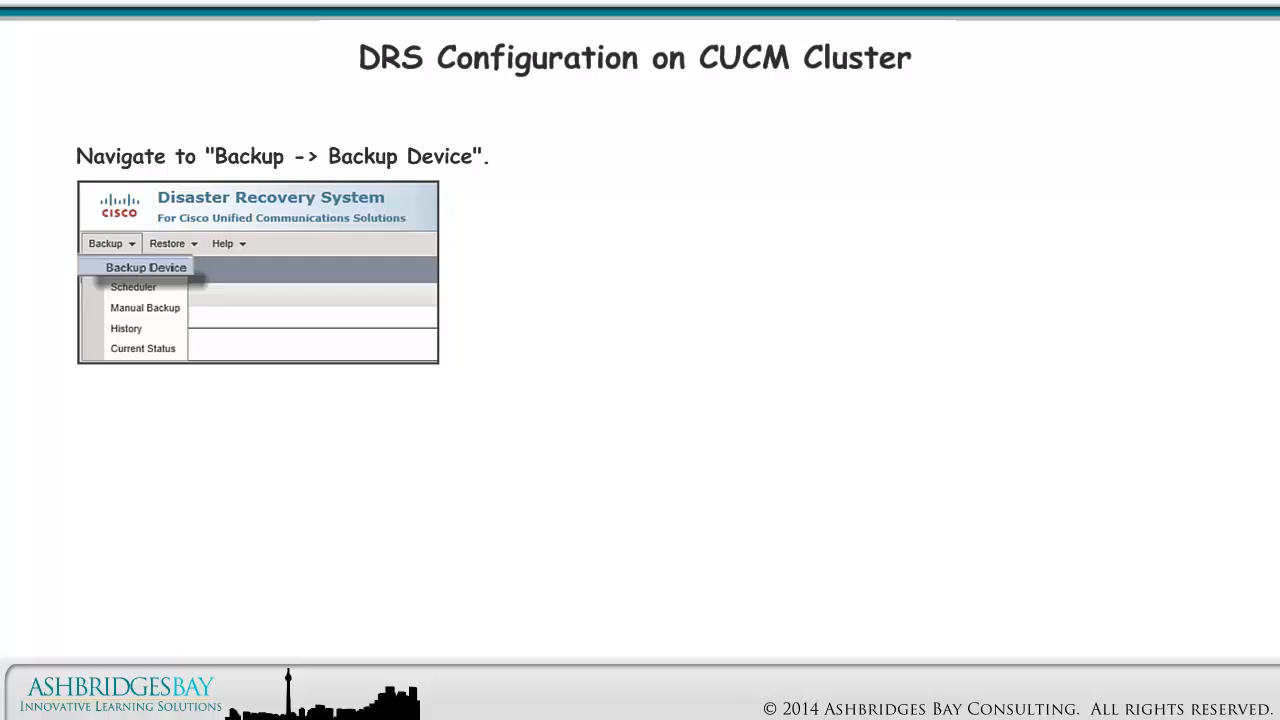 DRS Configuration on CUCM Cluster
Navigate to "Backup -> Backup Device".
CISCO
Disaster Recovery System
For Cisco Unified Communications Solutions
Backup Restore Help
Backup Device
Scheduler
Manual Backup
History
Current Status
ASHBRIDGESBAY
INNOVATIVE LEARNING SOLUTIONS
© 2014 ASHBRIDGES BAY CONSULTING. ALL RIGHTS RESERVED.